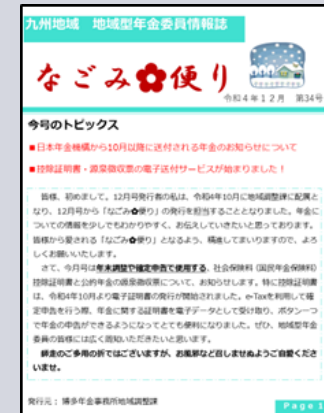 九州地域 地域型年金委員情報誌
なごみ✿便り
令和4年12月 第34号
今号のトピックス
■日本年金機構から10月以降に送付される年金のお知らせについて
■控除証明書・源泉徴収票の電子送付サービスが始まりました！
皆様、初めまして。12月号発行者の私は、令和4年10月に地域調整課に配属と
なり、12月号から「なごみ✿便り」の発行を担当することとなりました。年金に
ついての情報を少しでもわかりやすく、お伝えしていきたいと思っております。
皆様から愛される「なごみ✿便り」となるよう、精進してまいりますので、よろ
しくお願いいたします。
さて、今月号は年末調整や確定申告で使用する、社会保険料（国民年金保険料）
控除証明書と公的年金の源泉徴収票について、お知らせします。特に控除証明書
は、令和4年10月より電子証明書の発行が開始されました。e-Taxを利用して確
定申告を行う際、年金に関する証明書を電子データとして受け取り、ボタン一つ
で年金の申告ができるようになってとても便利になりました。ぜひ、地域型年金
委員の皆様には広く周知いただきたいと思います。
師走のご多用の折ではございますが、お風邪など召しませぬようご自愛くださ
いませ。
発行元：博多年金事務所地域調整課
Page 1